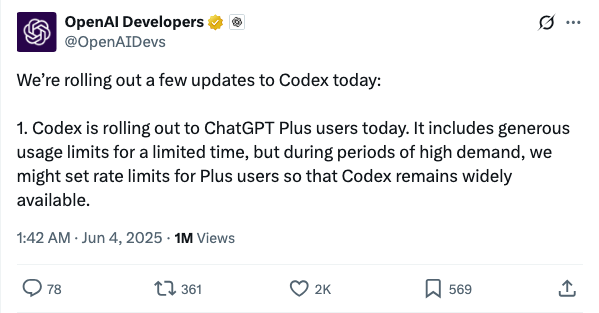 OpenAI Developers
@OpenAIDevs
We’re rolling out a few updates to Codex today:
1. Codex is rolling out to ChatGPT Plus users today. It includes generous
usage limits for a limited time, but during periods of high demand, we
might set rate limits for Plus users so that Codex remains widely
available.
1:42 AM · Jun 4, 2025 · 1M Views
78 361 2K 569